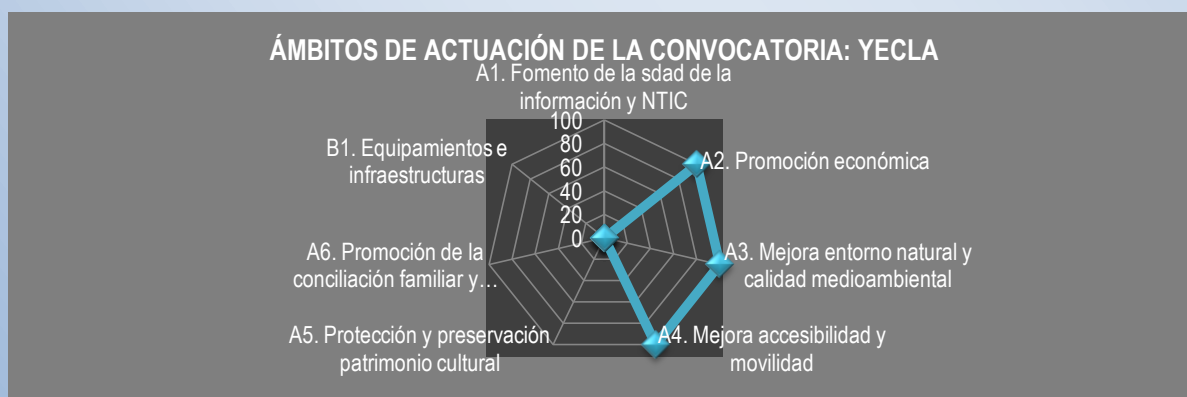 ÁMBITOS DE ACTUACIÓN DE LA CONVOCATORIA: YECLA
A1. Fomento de la sdad de la
información y NTIC
100
80
60
40
20
0
A2. Promoción económica
A3. Mejora entorno natural y
calidad medioambiental
A4. Mejora accesibilidad y
movilidad
A5. Protección y preservación
patrimonio cultural
A6. Promoción de la
conciliación familiar y…
B1. Equipamientos e
infraestructuras